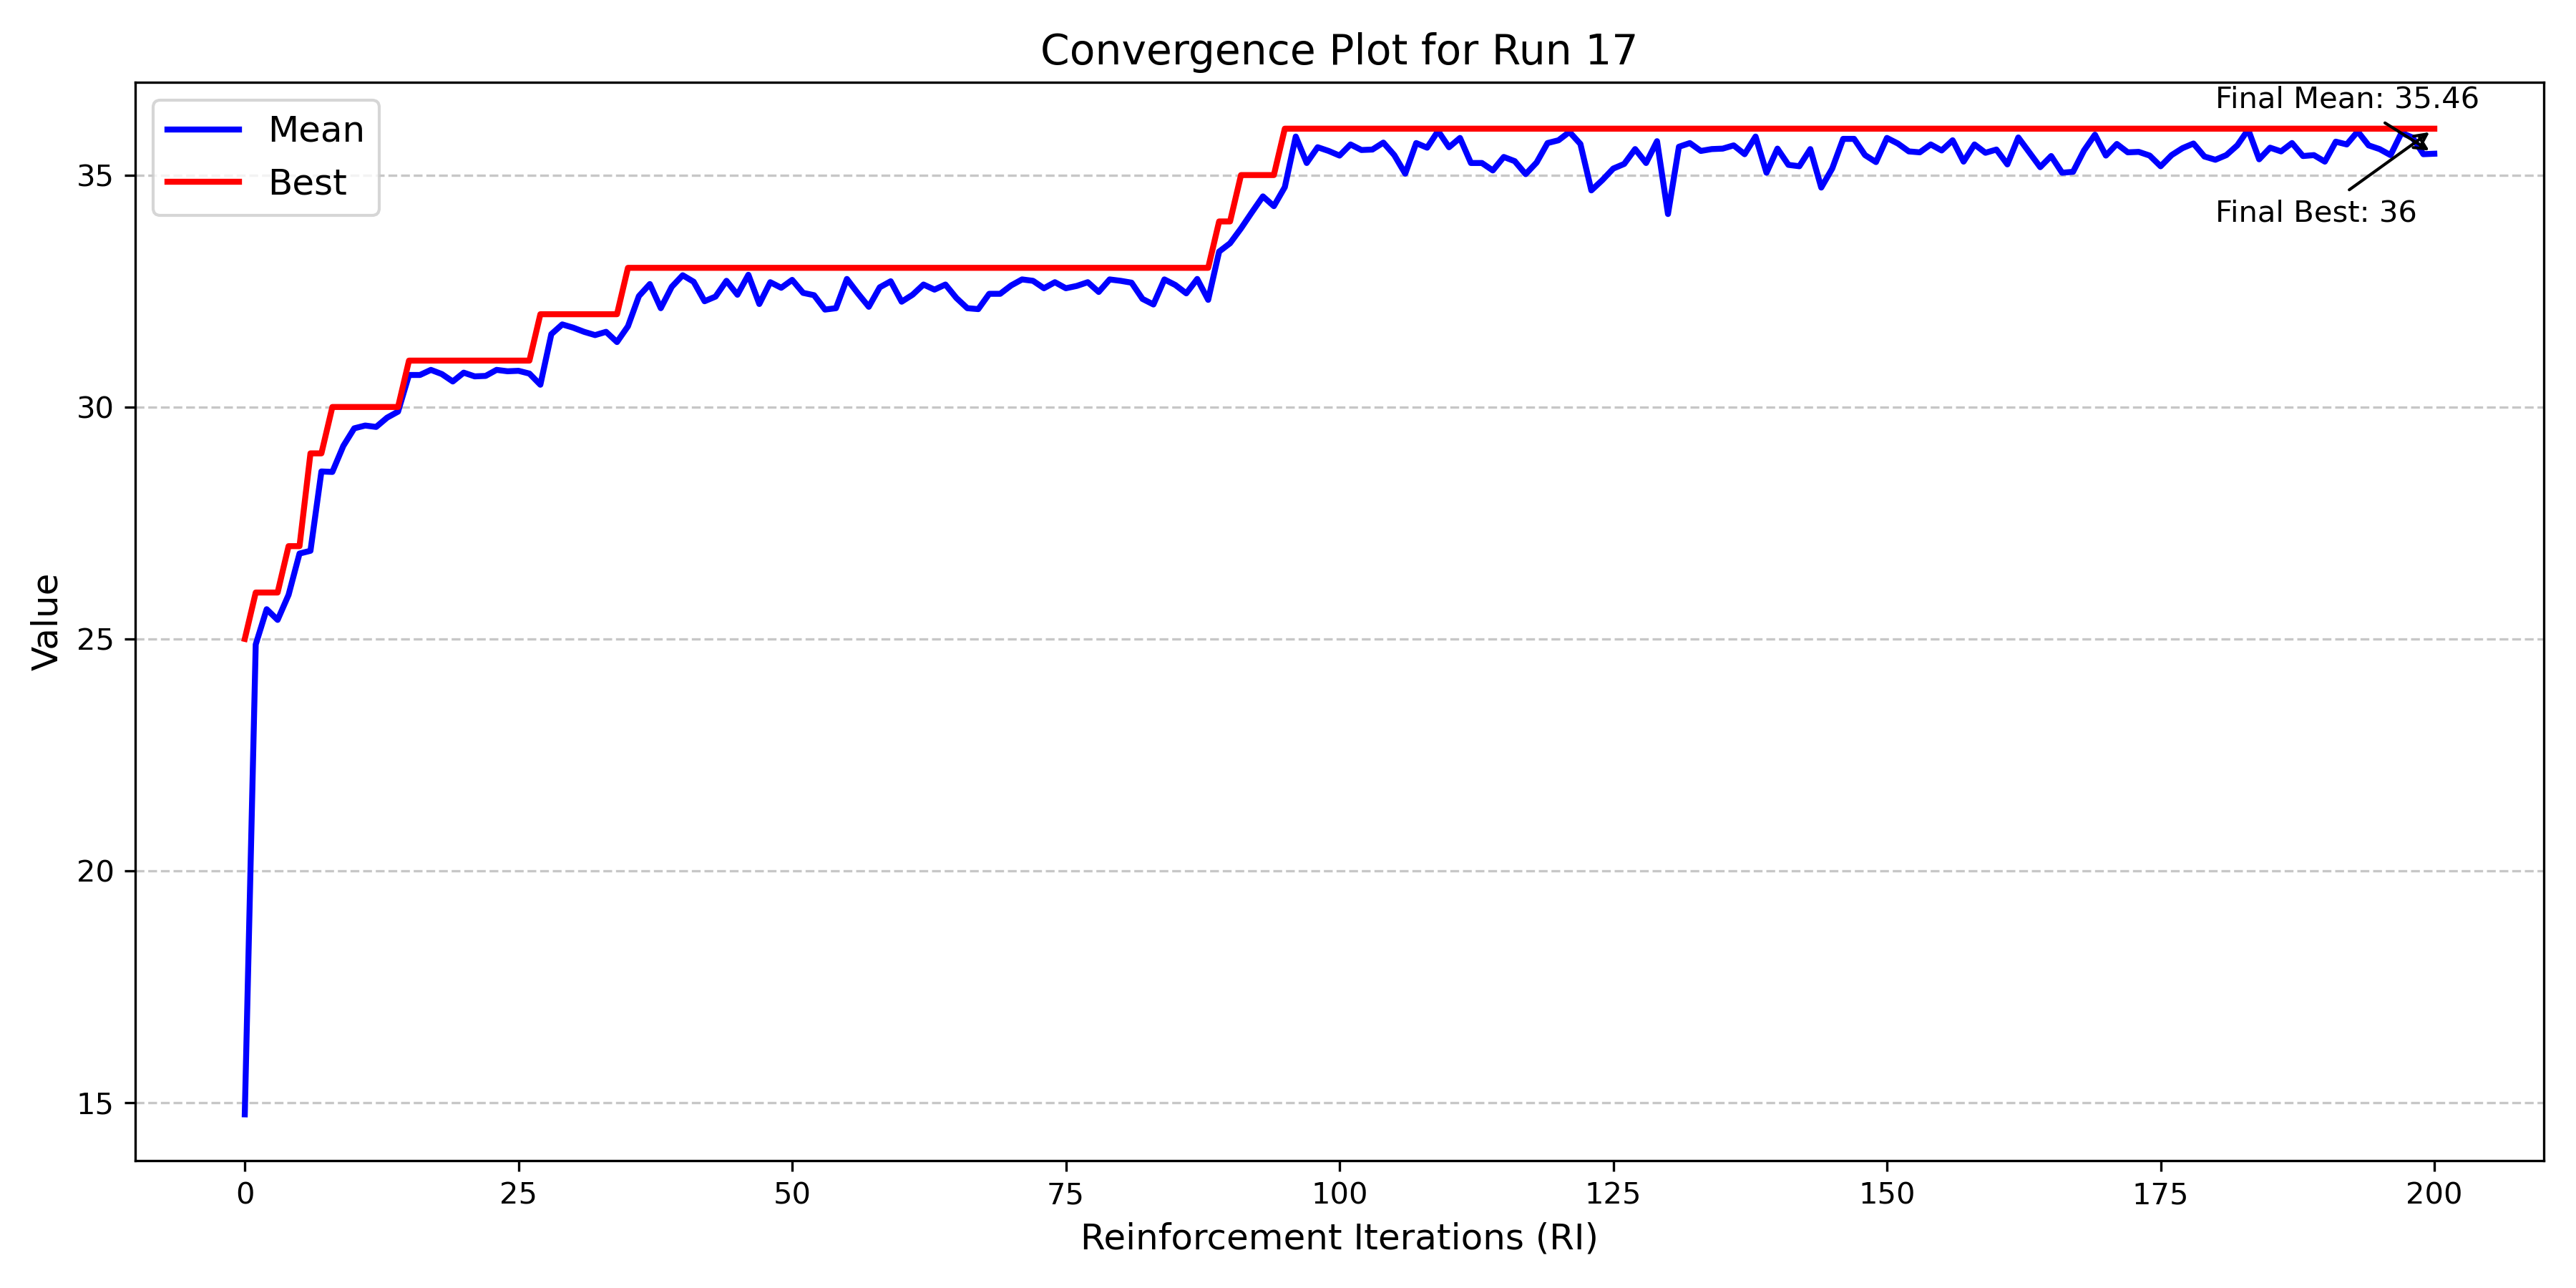 Convergence Plot for Run 17
Mean
Best
Final Mean: 35.46
Final Best: 36
Value
35
30
25
20
15
0 25 50 75 100 125 150 175 200
Reinforcement Iterations (RI)